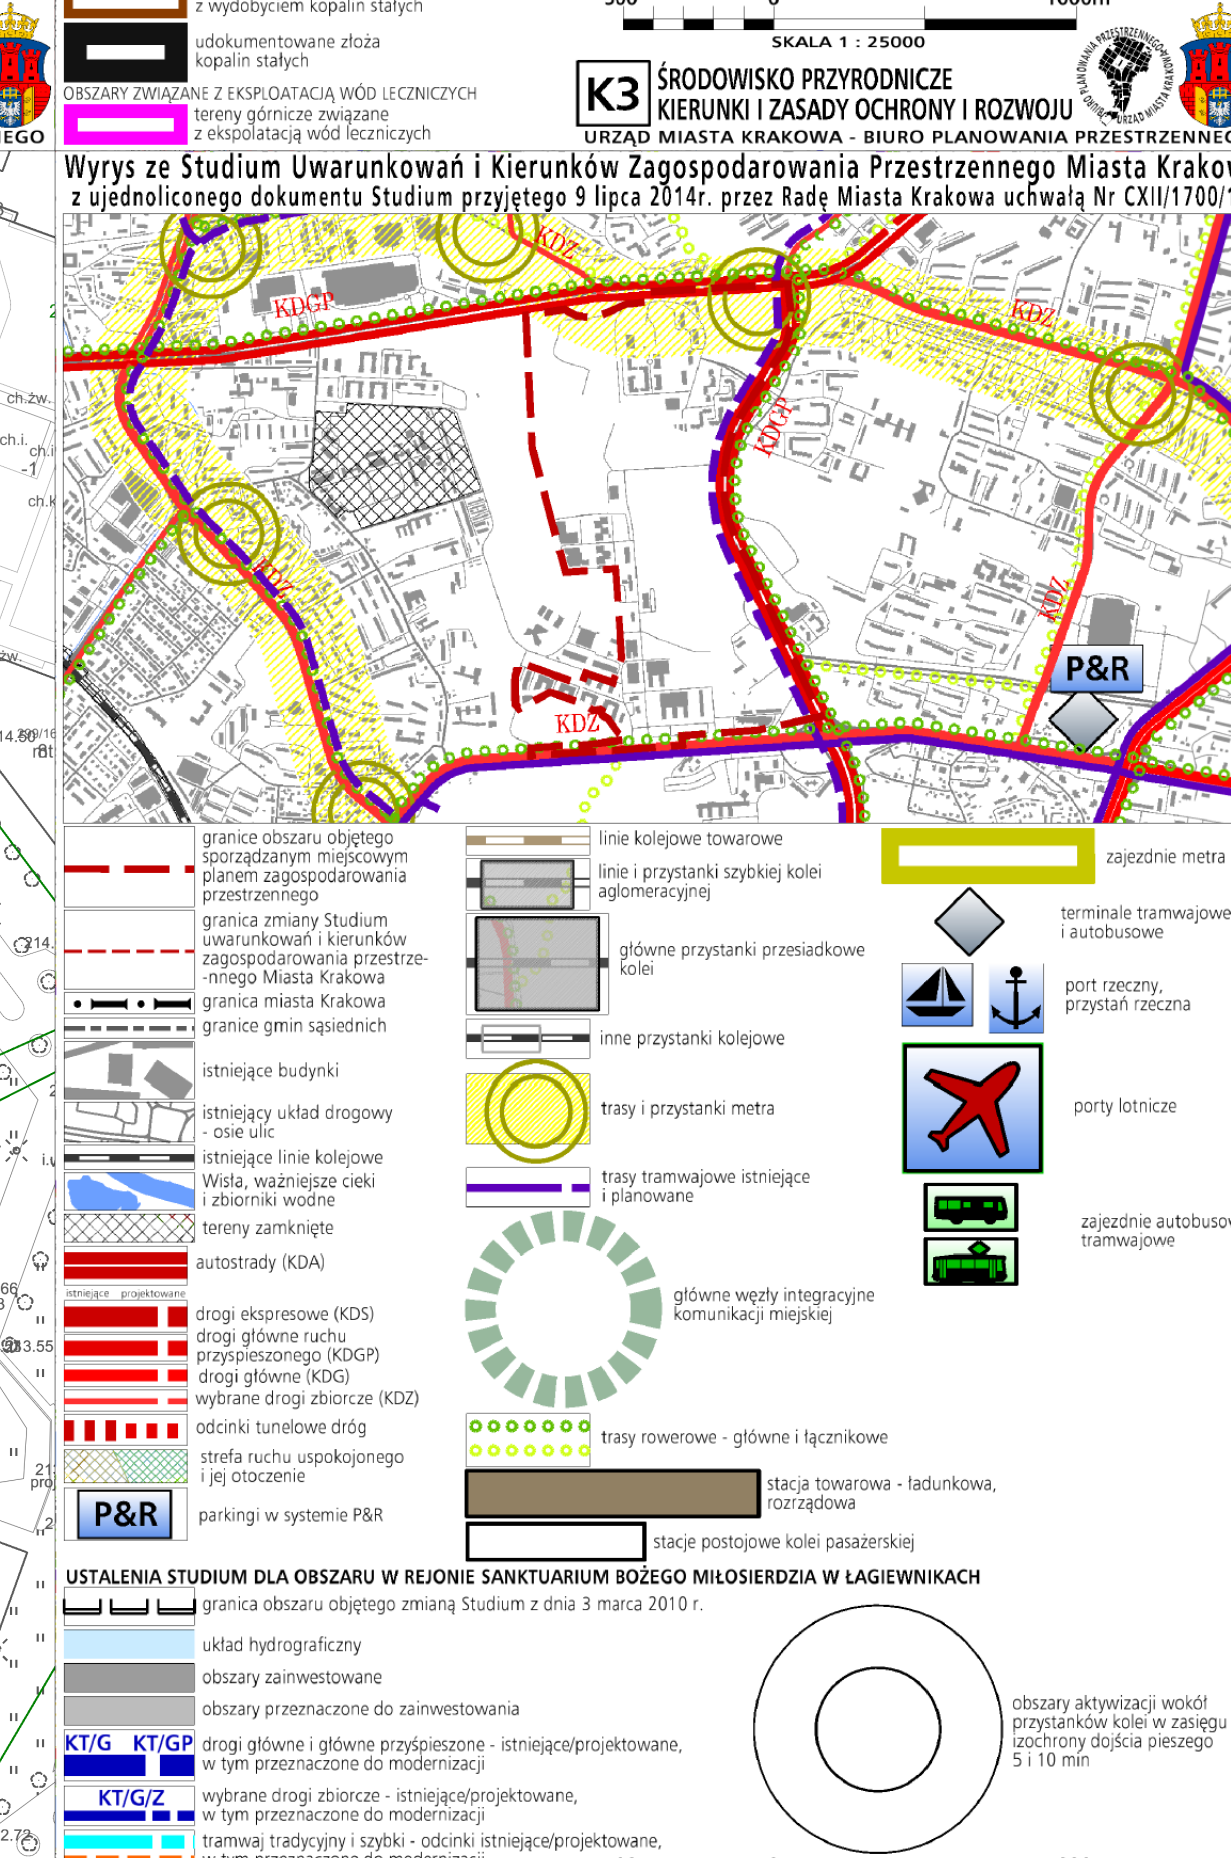 z wydobyciem kopalin stałych
udokumentowane złoża
kopalin stałych
OBSZARY ZWIĄZANE Z EKSPLOATACJĄ WÓD LECZNICZYCH
tereny górnicze związane
z ekspolatacją wód leczniczych
500 0 1000m
SKALA 1 : 25000
K3
ŚRODOWISKO PRZYRODNICZE
KIERUNKI I ZASADY OCHRONY I ROZWOJU
URZĄD MIASTA KRAKOWA - BIURO PLANOWANIA PRZESTRZENNEGO
Wyrys ze Studium Uwarunkowań i Kierunków Zagospodarowania Przestrzennego Miasta Krakow
z ujednoliconego dokumentu Studium przyjętego 9 lipca 2014r. przez Radę Miasta Krakowa uchwałą Nr CXII/1700/1
KDZ
KDGP
KDZ
KDGP
KDZ
KDZ
KDZ
P&R
ch.żw.
ch.i.
-1
ch.k
żw.
granice obszaru objętego
sporządzanym miejscowym
planem zagospodarowania
przestrzennego
granica zmiany Studium
uwarunkowań i kierunków
zagospodarowania przestrze-
-nnego Miasta Krakowa
granica miasta Krakowa
granice gmin sąsiednich
istniejące budynki
istniejący układ drogowy
- osie ulic
istniejące linie kolejowe
Wisła, ważniejsze cieki
i zbiorniki wodne
tereny zamknięte
autostrady (KDA)
istniejące projektowane
drogi ekspresowe (KDS)
drogi główne ruchu
przyspieszonego (KDGP)
drogi główne (KDG)
wybrane drogi zbiorcze (KDZ)
odcinki tunelowe dróg
strefa ruchu uspokojonego
i jej otoczenie
P&R
parkingi w systemie P&R
linie kolejowe towarowe
linie i przystanki szybkiej kolei
aglomeracyjnej
główne przystanki przesiadkowe
kolei
inne przystanki kolejowe
trasy i przystanki metra
trasy tramwajowe istniejące
i planowane
główne węzły integracyjne
komunikacji miejskiej
trasy rowerowe - główne i łącznikowe
stacja towarowa - ładunkowa,
rozrządowa
stacje postojowe kolei pasażerskiej
zajezdnie metra
terminale tramwajowe
i autobusowe
port rzeczny,
przystań rzeczna
porty lotnicze
zajezdnie autobusow
tramwajowe
USTALENIA STUDIUM DLA OBSZARU W REJONIE SANKTUARIUM BOŻEGO MIŁOSIERDZIA W ŁAGIEWNIKACH
granica obszaru objętego zmianą Studium z dnia 3 marca 2010 r.
układ hydrograficzny
obszary zainwestowane
obszary przeznaczone do zainwestowania
KT/G KT/GP
drogi główne i główne przyśpieszone - istniejące/projektowane,
w tym przeznaczone do modernizacji
KT/G/Z
wybrane drogi zbiorcze - istniejące/projektowane,
w tym przeznaczone do modernizacji
tramwaj tradycyjny i szybki - odcinki istniejące/projektowane,
obszary aktywizacji wokół
przystanków kolei w zasięgu
izochrony dojścia pieszego
5 i 10 min